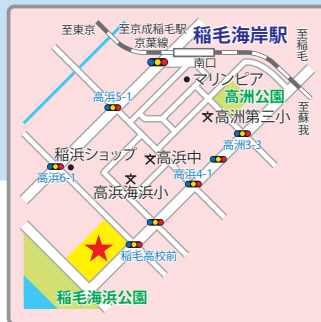 至東京
至京成稲毛駅
京葉線
稲毛海岸駅
至稲毛
南口
マリンピア
高洲公園
至蘇我
高浜5-1
高洲第三小
高洲3-3
稲浜ショップ
高浜中
高浜6-1
高浜海浜小
高浜4-1
稲毛高校前
稲毛海浜公園